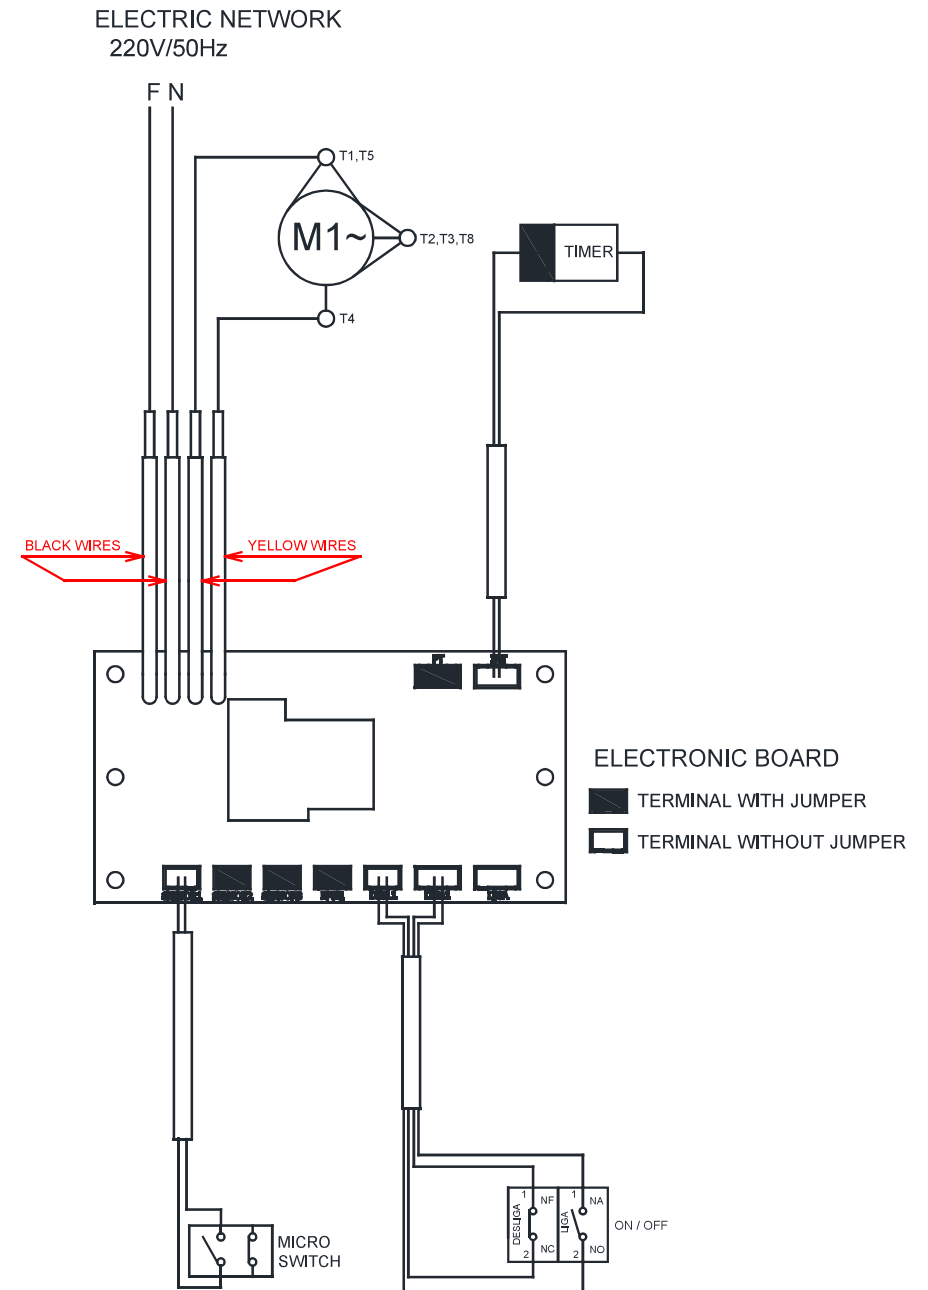 ELECTRIC NETWORK
220V/50Hz
F N
T1,T5
M1~
T2,T3,T8
TIMER
T4
BLACK WIRES
YELLOW WIRES
ELECTRONIC BOARD
TERMINAL WITH JUMPER
TERMINAL WITHOUT JUMPER
1 NF
1 NA
DESLIGA
LIGA
ON / OFF
2 NC
2 NO
MICRO
SWITCH